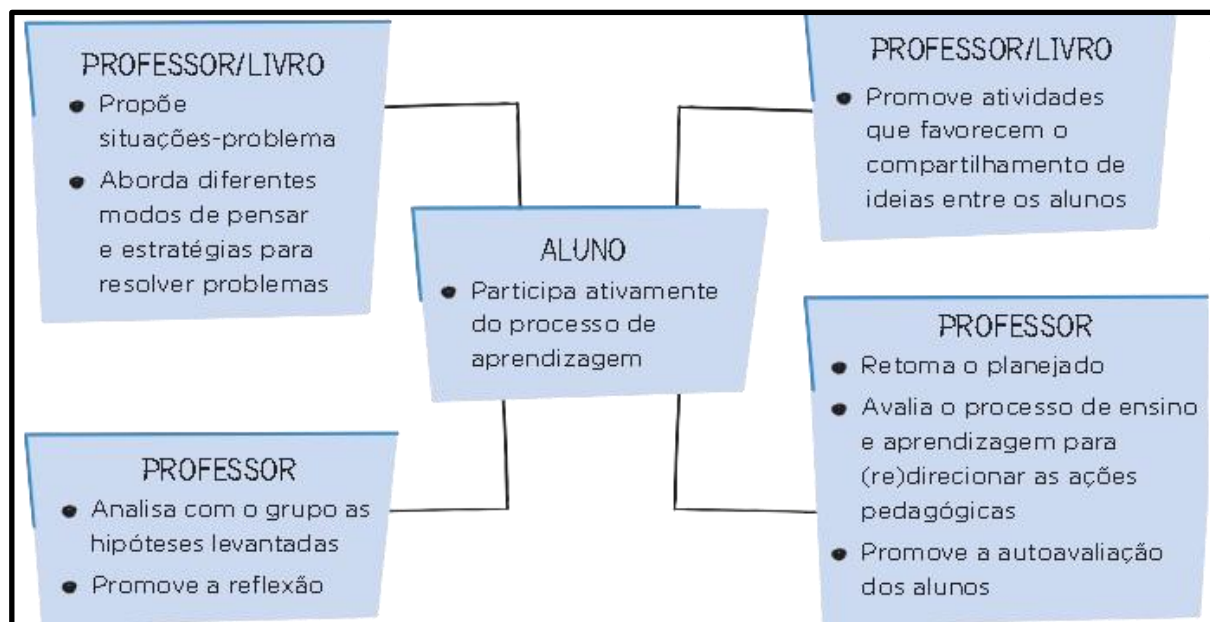 PROFESSOR/LIVRO
● Propõe
situações-problema
● Aborda diferentes
modos de pensar
e estratégias para
resolver problemas
PROFESSOR/LIVRO
● Promove atividades
que favorecem o
compartilhamento de
ideias entre os alunos
ALUNO
● Participa ativamente
do processo de
aprendizagem
PROFESSOR
● Analisa com o grupo as
hipóteses levantadas
● Promove a reflexão
PROFESSOR
● Retoma o planejado
● Avalia o processo de ensino
e aprendizagem para
(re)direcionar as ações
pedagógicas
● Promove a autoavaliação
dos alunos